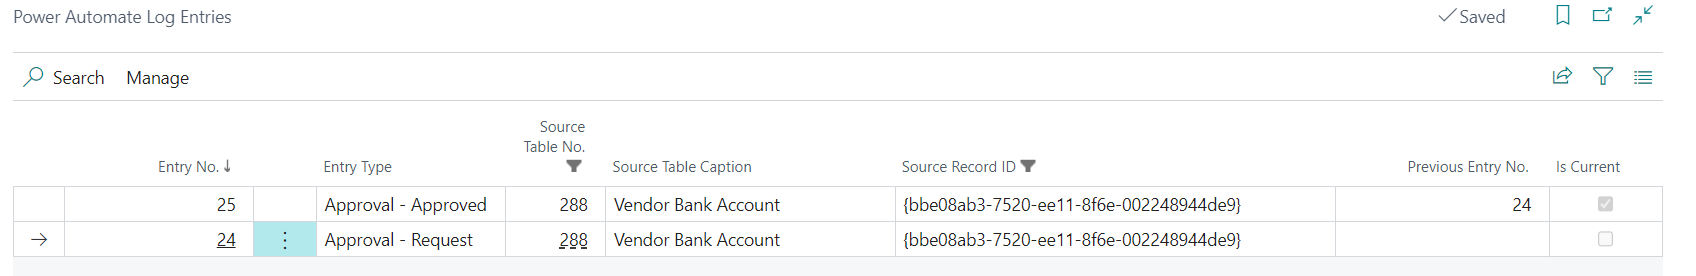 Power Automate Log Entries
Saved
Search Manage
Source
Table No.
Entry No.↓ Entry Type Source Table Caption Source Record ID Previous Entry No. Is Current
25 Approval - Approved 288 Vendor Bank Account {bbe08ab3-7520-ee11-8f6e-002248944de9} 24
24 Approval - Request 288 Vendor Bank Account {bbe08ab3-7520-ee11-8f6e-002248944de9}